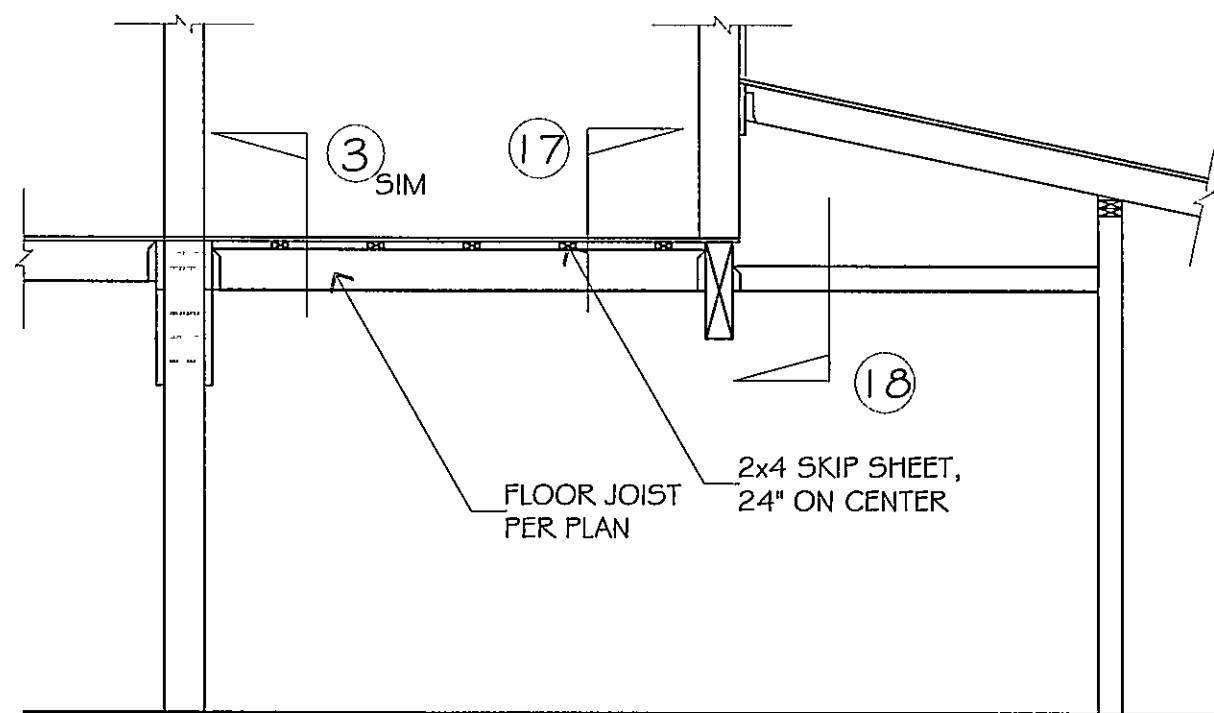 3
SIM
17
18
FLOOR JOIST
PER PLAN
2x4 SKIP SHEET,
24" ON CENTER